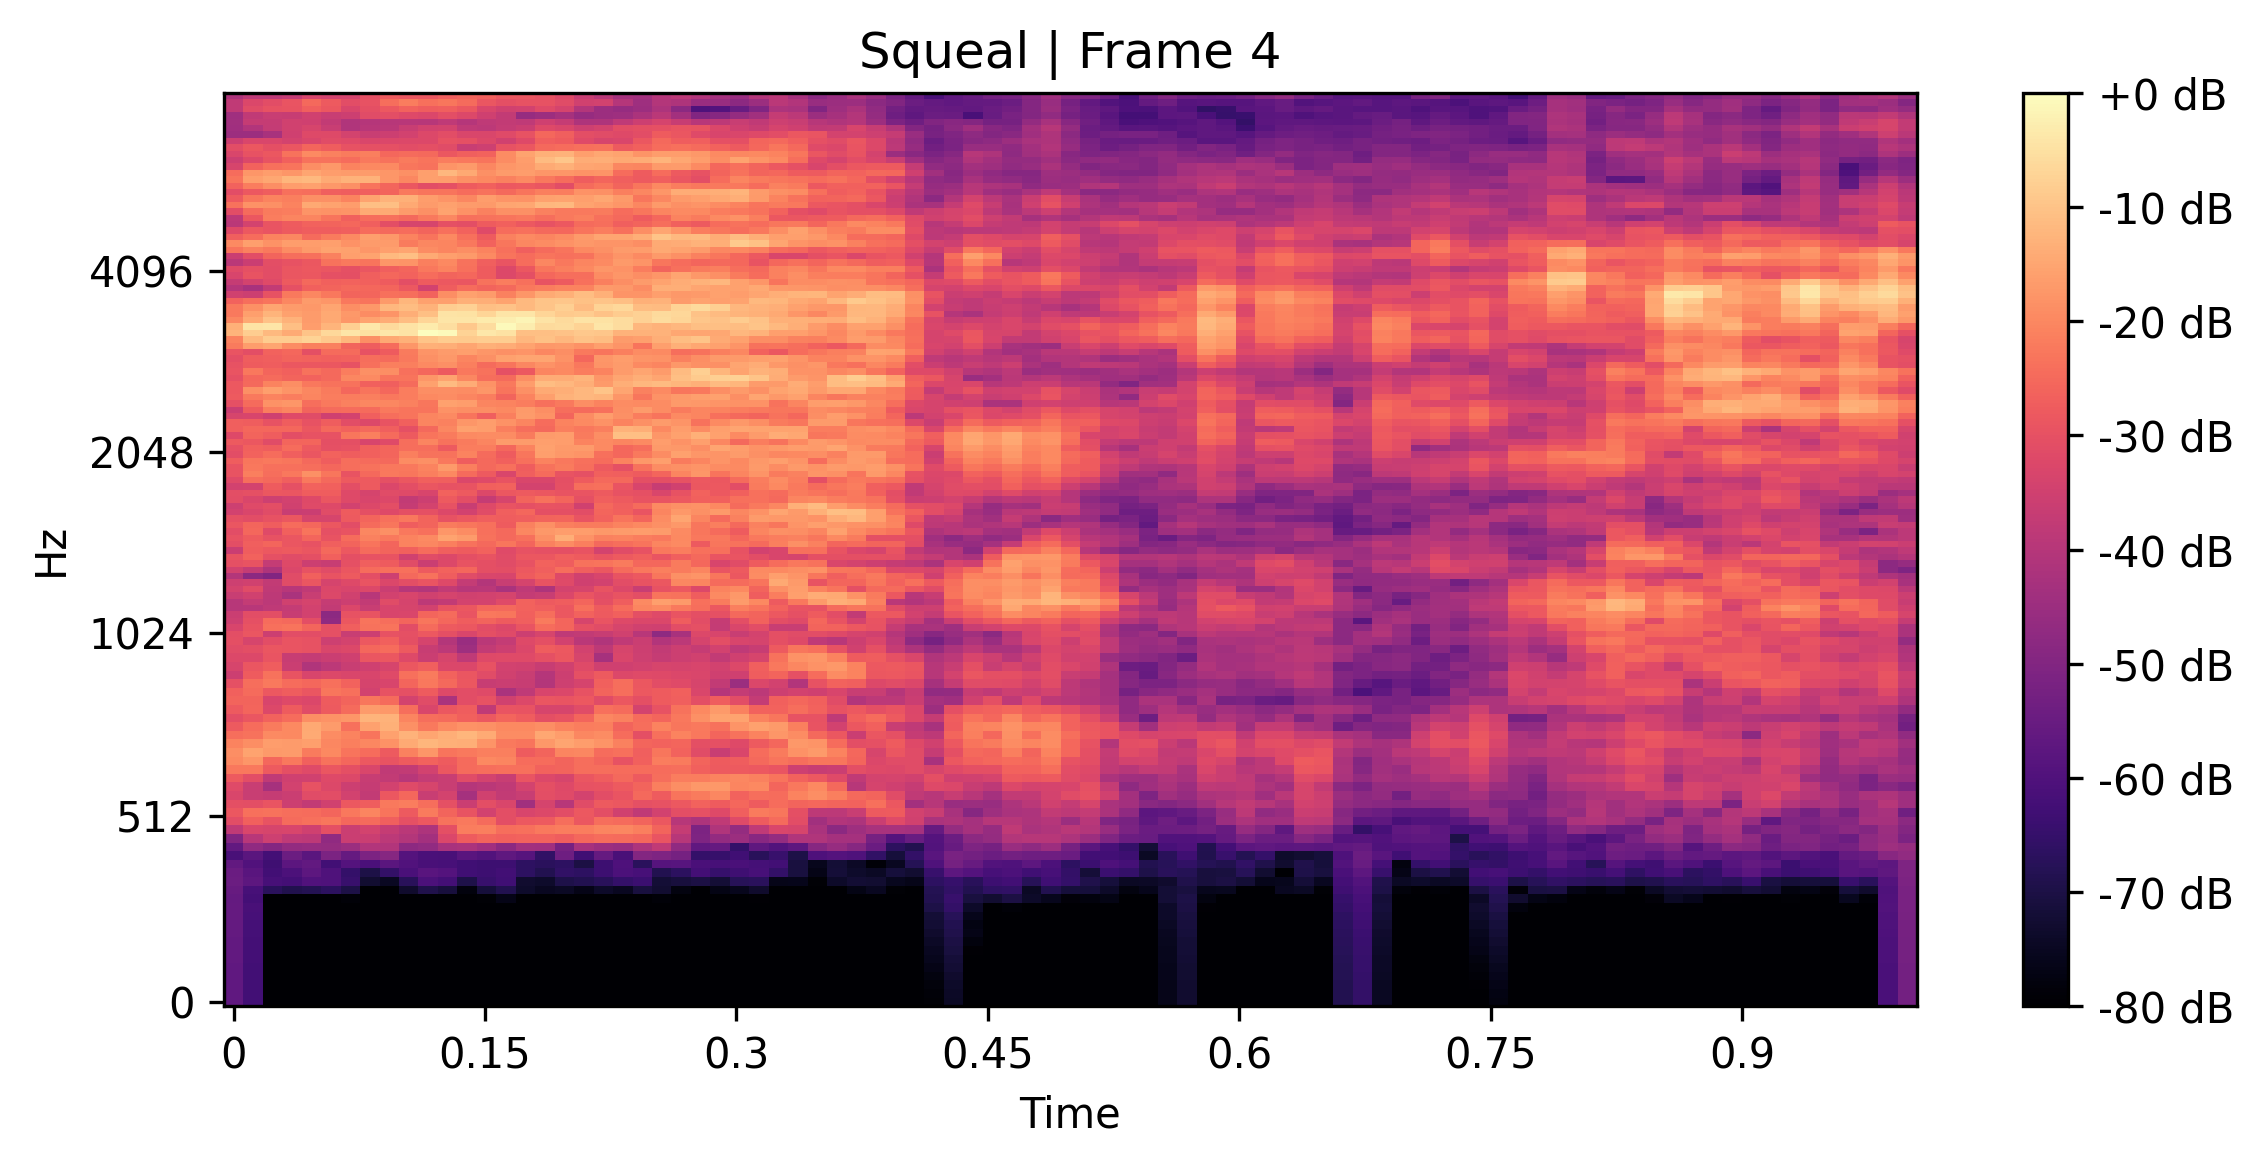 Squeal | Frame 4
+0 dB
-10 dB
-20 dB
-30 dB
-40 dB
-50 dB
-60 dB
-70 dB
-80 dB
Hz
4096
2048
1024
512
0
0 0.15 0.3 0.45 0.6 0.75 0.9
Time